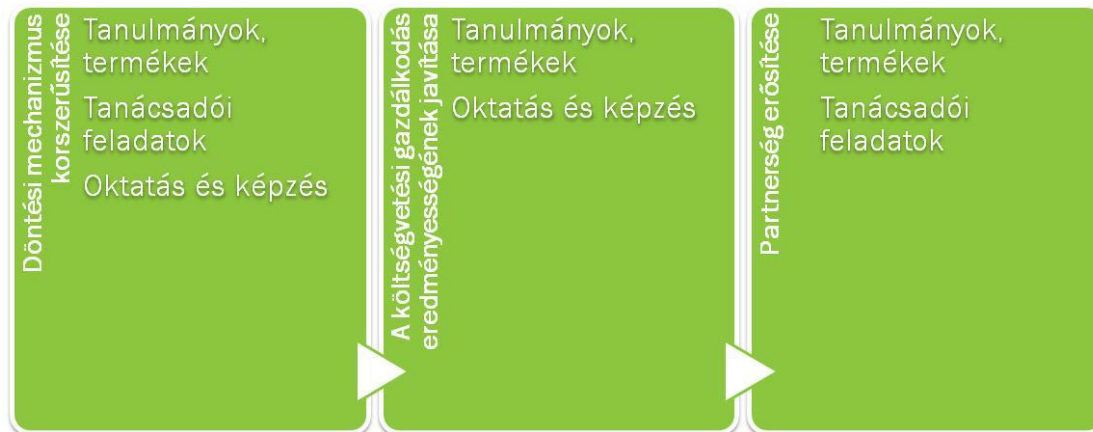 Döntési mechanizmus
korszerűsítése
Tanulmányok,
termékek
Tanácsadói
feladatok
Oktatás és képzés
A költségvetési gazdálkodás
eredményességének javítása
Tanulmányok,
termékek
Oktatás és képzés
Partnerség erősítése
Tanulmányok,
termékek
Tanácsadói
feladatok